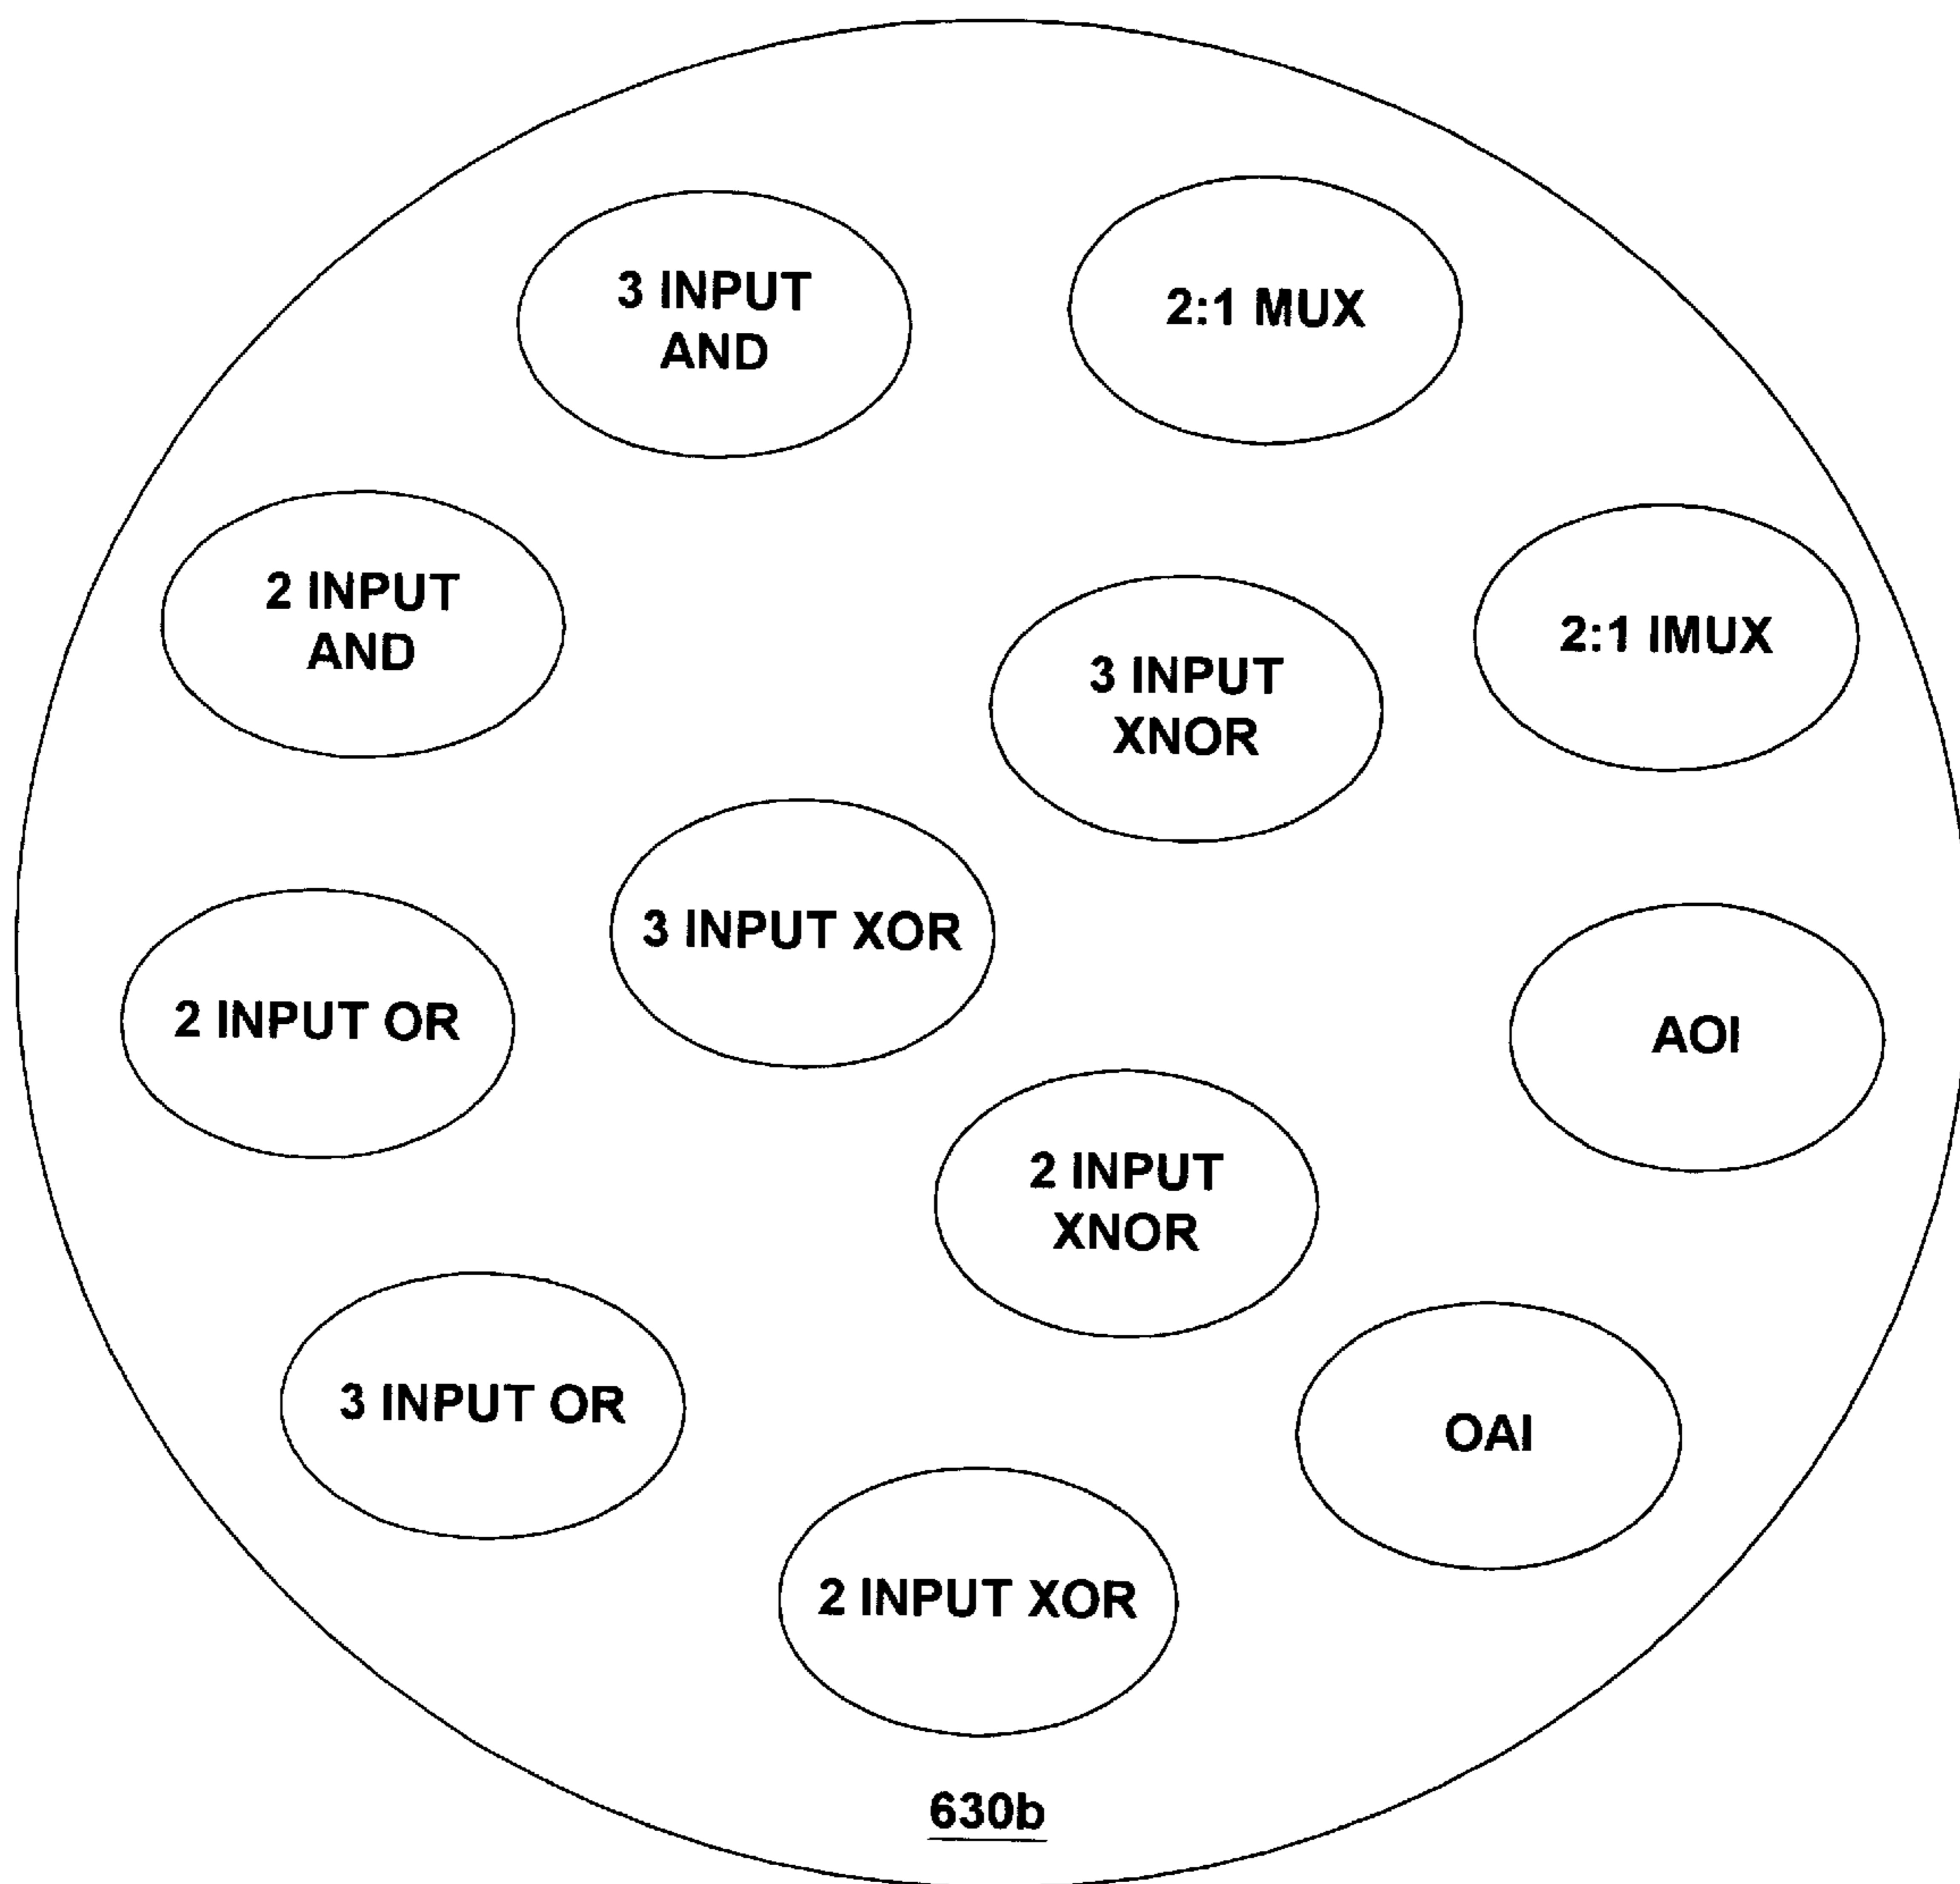 3 INPUT
AND
2:1 MUX
2 INPUT
AND
2:1 IMUX
3 INPUT
XNOR
3 INPUT XOR
2 INPUT OR
AOI
2 INPUT
XNOR
3 INPUT OR
OAI
2 INPUT XOR
630b